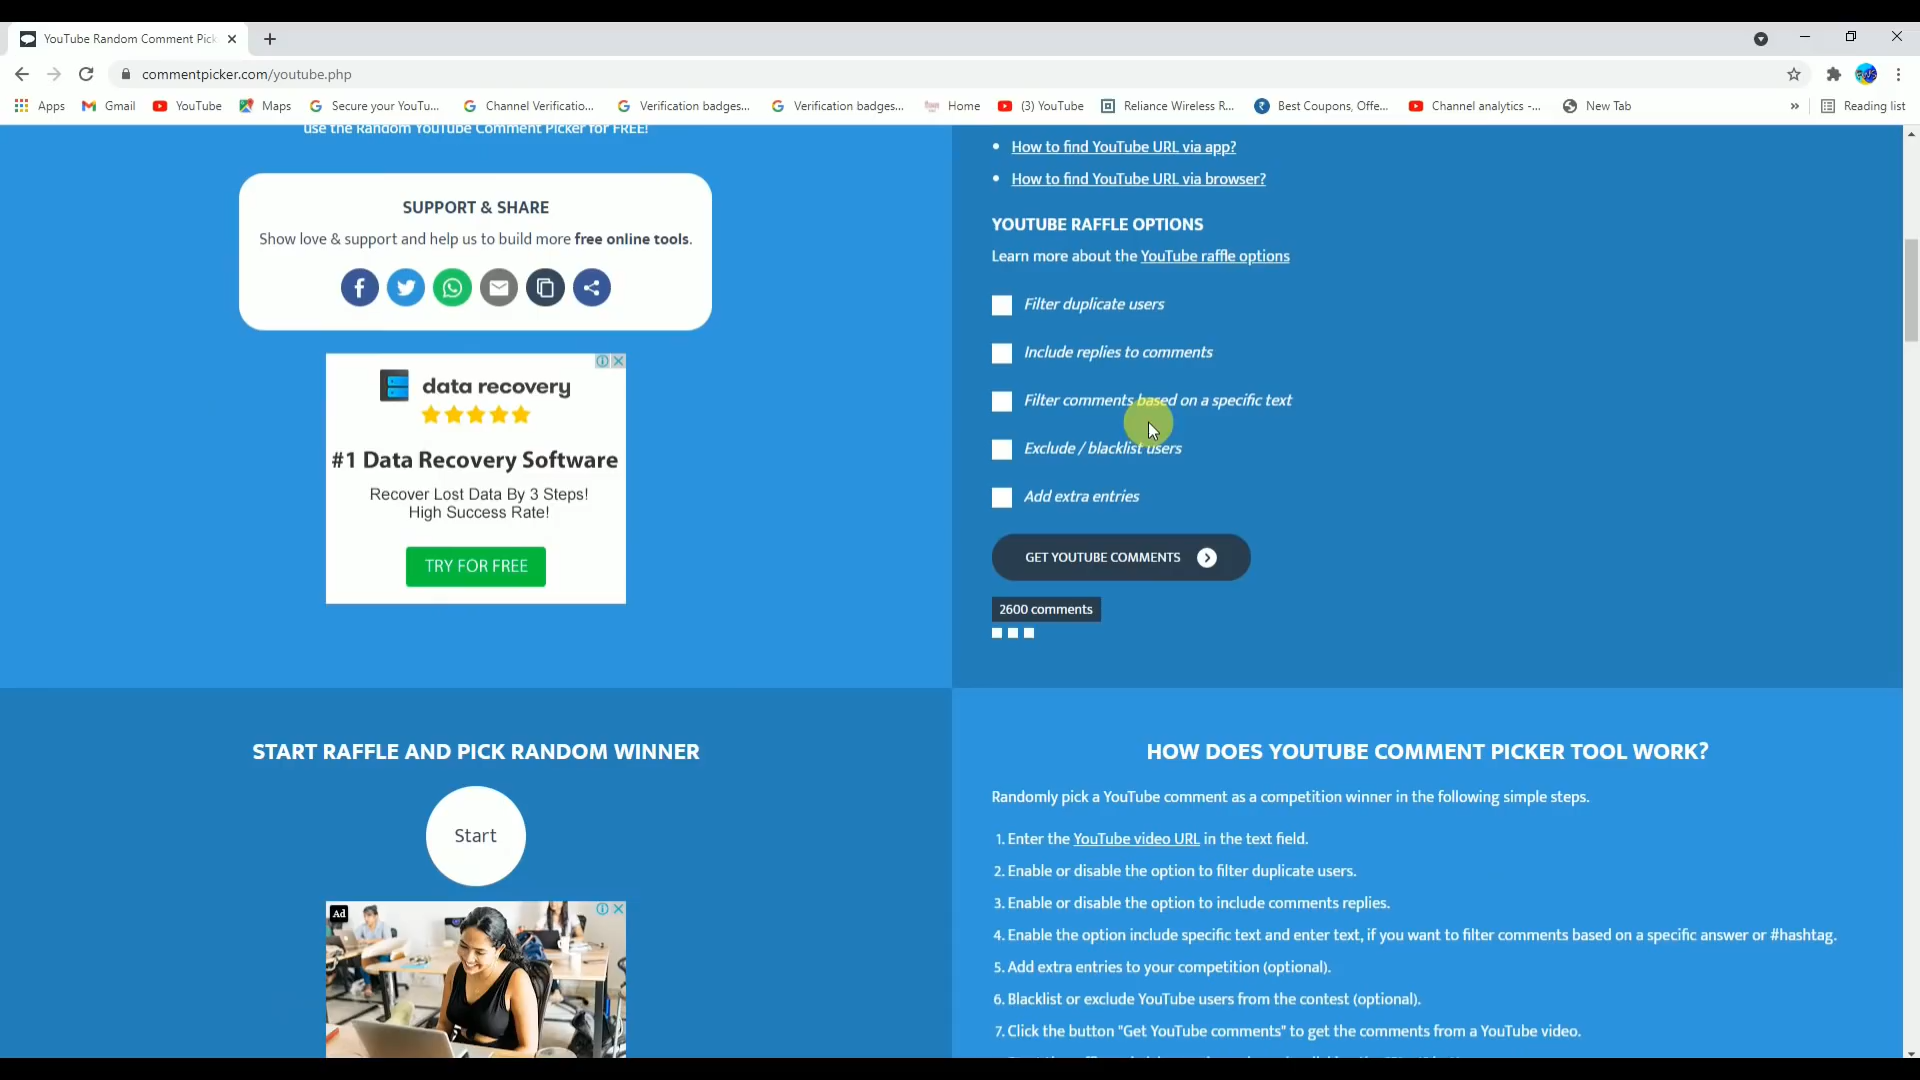 YouTube Random Comment Pick
commentpicker.com/youtube.php
Apps
Gmail
YouTube
Maps
Secure your YouTu...
Channel Verificatio...
Verification badges...
Verification badges...
Home
(3) YouTube
Reliance Wireless R...
Best Coupons, Offe...
Channel analytics -...
New Tab
»
Reading list
use the Random YouTube Comment Picker for FREE!
SUPPORT & SHARE
Show love & support and help us to build more free online tools.
data recovery
#1 Data Recovery Software
Recover Lost Data By 3 Steps!
High Success Rate!
TRY FOR FREE
• How to find YouTube URL via app?
• How to find YouTube URL via browser?
YOUTUBE RAFFLE OPTIONS
Learn more about the YouTube raffle options
Filter duplicate users
Include replies to comments
Filter comments based on a specific text
Exclude / blacklist users
Add extra entries
GET YOUTUBE COMMENTS
2600 comments
START RAFFLE AND PICK RANDOM WINNER
Start
Ad
HOW DOES YOUTUBE COMMENT PICKER TOOL WORK?
Randomly pick a YouTube comment as a competition winner in the following simple steps.
1. Enter the YouTube video URL in the text field.
2. Enable or disable the option to filter duplicate users.
3. Enable or disable the option to include comments replies.
4. Enable the option include specific text and enter text, if you want to filter comments based on a specific answer or #hashtag.
5. Add extra entries to your competition (optional).
6. Blacklist or exclude YouTube users from the contest (optional).
7. Click the button "Get YouTube comments" to get the comments from a YouTube video.